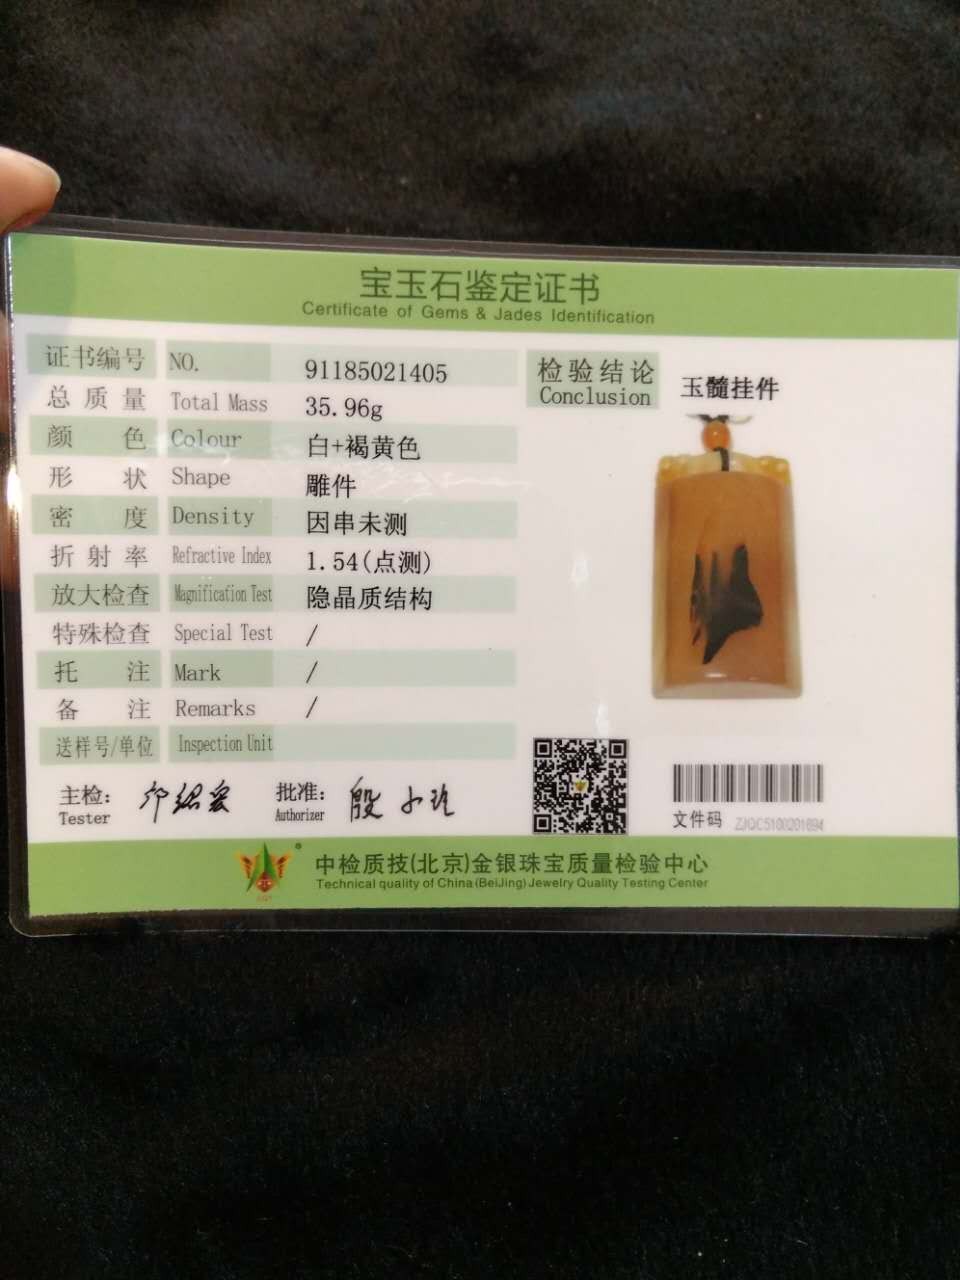 宝玉石鉴定证书
Certificate of Gems & Jades Identification
证书编号 NO. 91185021405
总质量 Total Mass 35.96g
颜色 Colour 白+褐黄色
形状 Shape 雕件
密度 Density 因串未测
折射率 Refractive Index 1.54(点测)
放大检查 Magnification Test 隐晶质结构
特殊检查 Special Test /
托注 Mark /
备注 Remarks /
送样号/单位 Inspection Unit
检验结论 玉髓挂件
Conclusion
主检:
Tester
批准:
Authorizer
文件码 ZJQC5100201694
中检质技(北京)金银珠宝质量检验中心
Technical quality of China (BeiJing) Jewelry Quality Testing Center